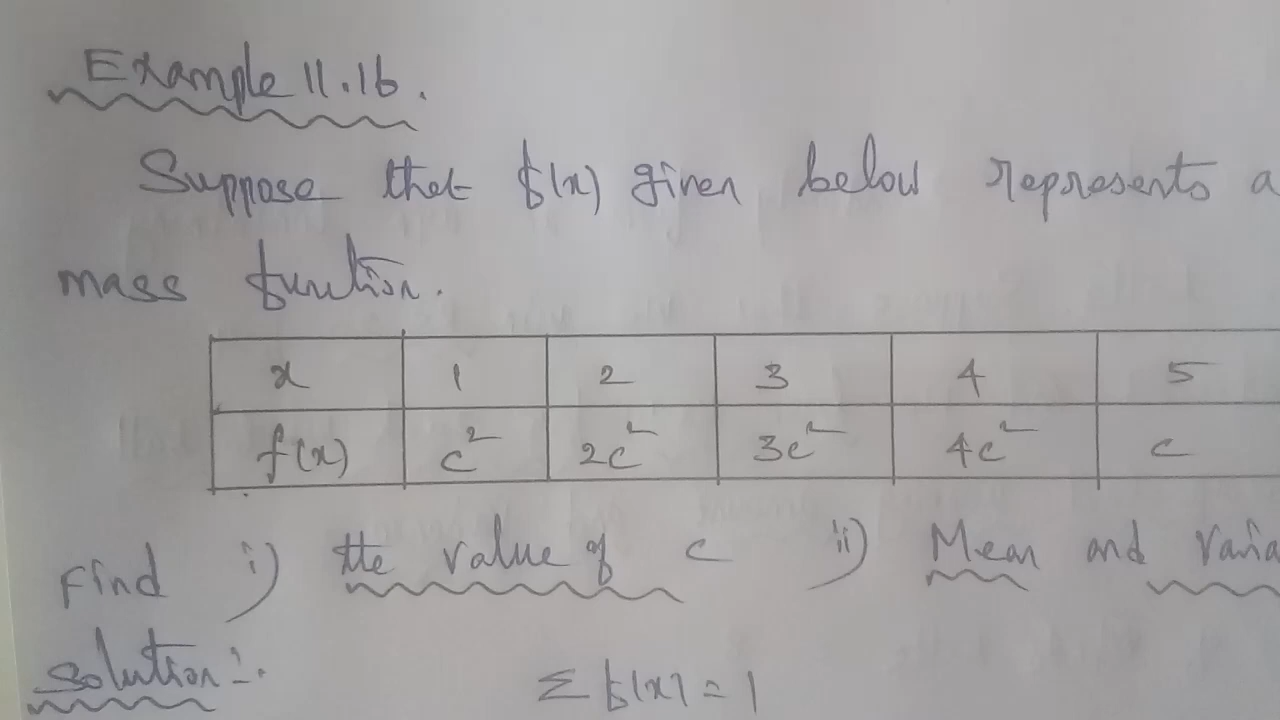 Example 11.16.
Suppose that f(x) given below represents a
mass function.
x 1 2 3 4 5
f(x) c² 2c² 3c² 4c² c
Find i) the value of c ii) Mean and Varia
Solution:-
Σ f(x) = 1